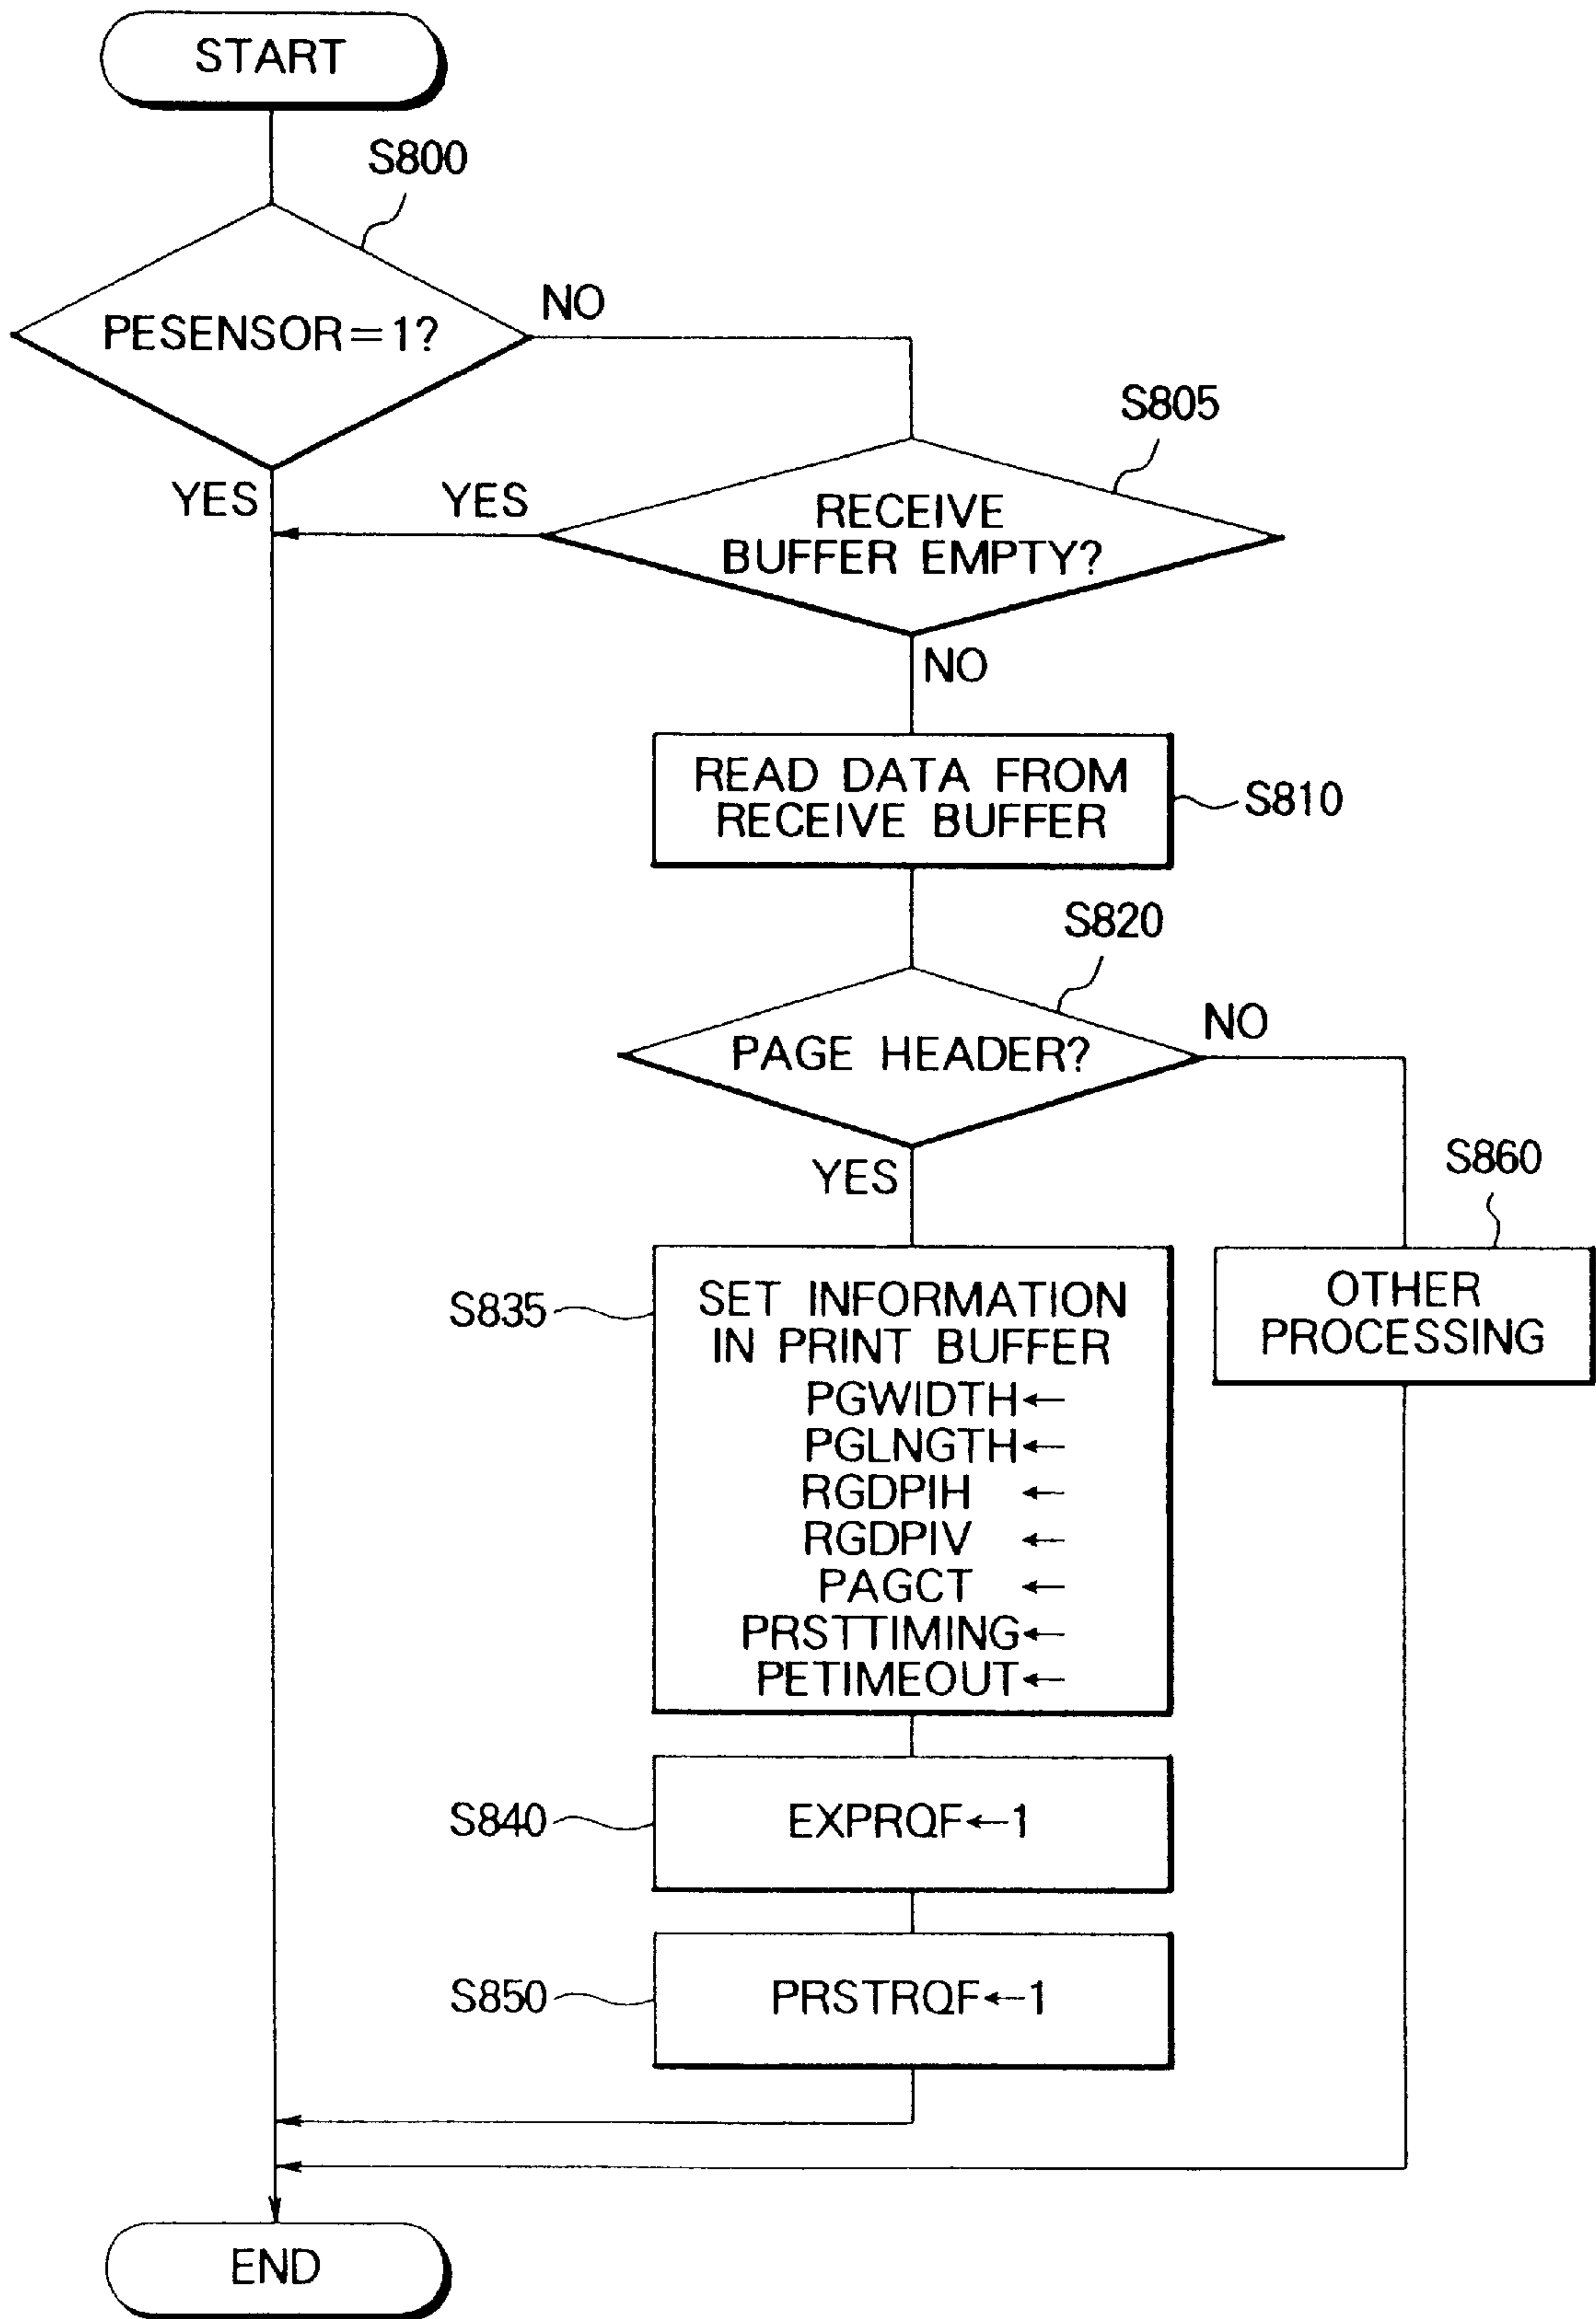 START
S800
PESENSOR=1?
NO
S805
YES
YES
RECEIVE
BUFFER EMPTY?
NO
READ DATA FROM
RECEIVE BUFFER
S810
S820
PAGE HEADER?
NO
YES
S860
S835
SET INFORMATION
IN PRINT BUFFER
PGWIDTH←
PGLNGTH←
RGDPIH ←
RGDPIV ←
PAGCT ←
PRSTTIMING←
PETIMEOUT←
OTHER
PROCESSING
S840
EXPRQF←1
S850
PRSTRQF←1
END